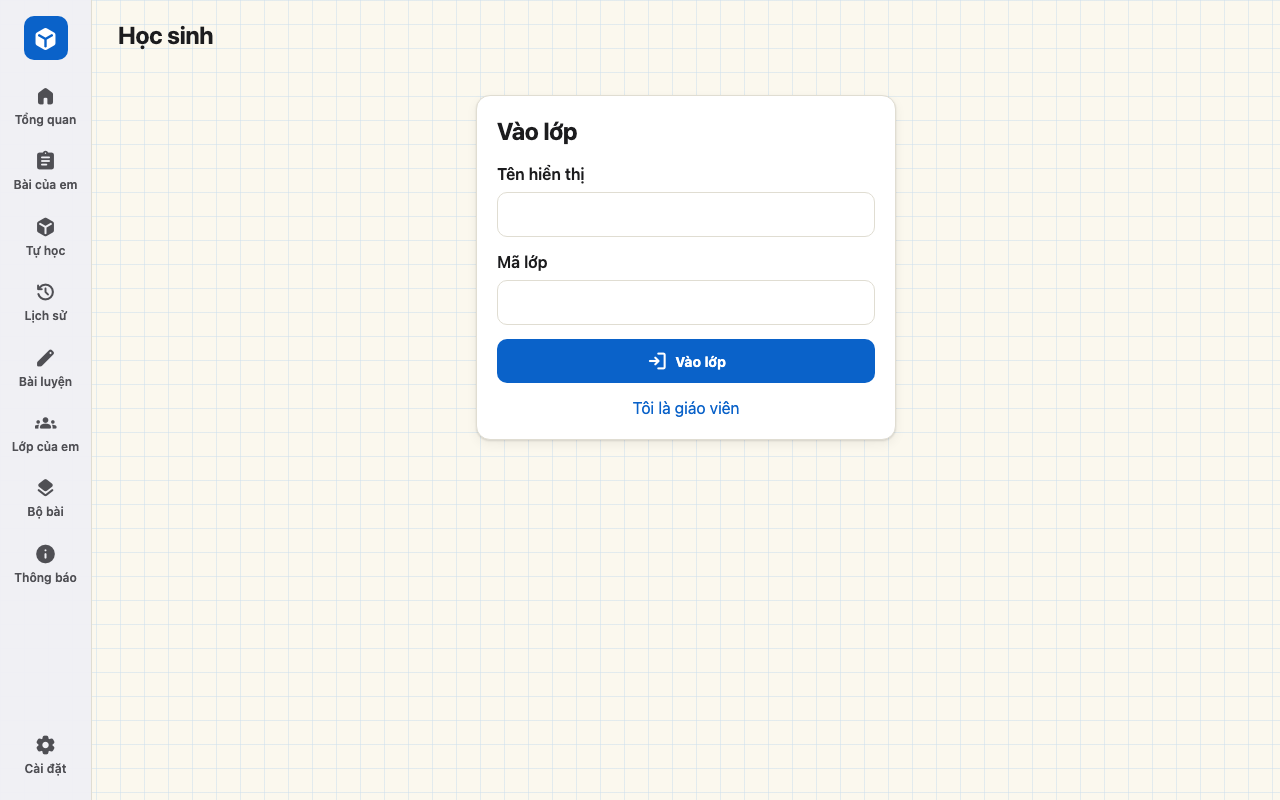 Học sinh
Tổng quan
Bài của em
Tự học
Lịch sử
Bài luyện
Lớp của em
Bộ bài
Thông báo
Cài đặt
Vào lớp
Tên hiển thị
Mã lớp
Vào lớp
Tôi là giáo viên